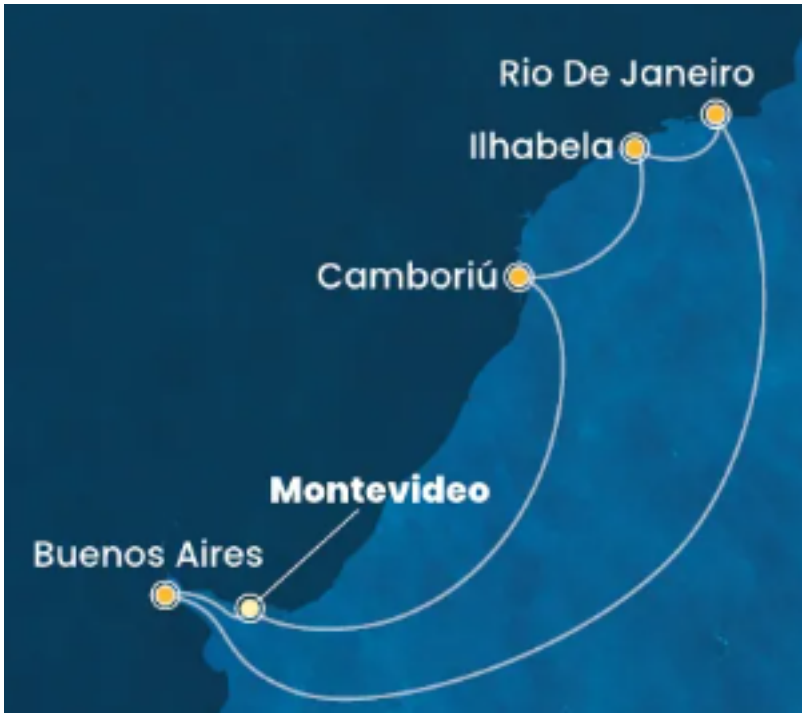 Rio De Janeiro
Ilhabela
Camboriú
Montevideo
Buenos Aires